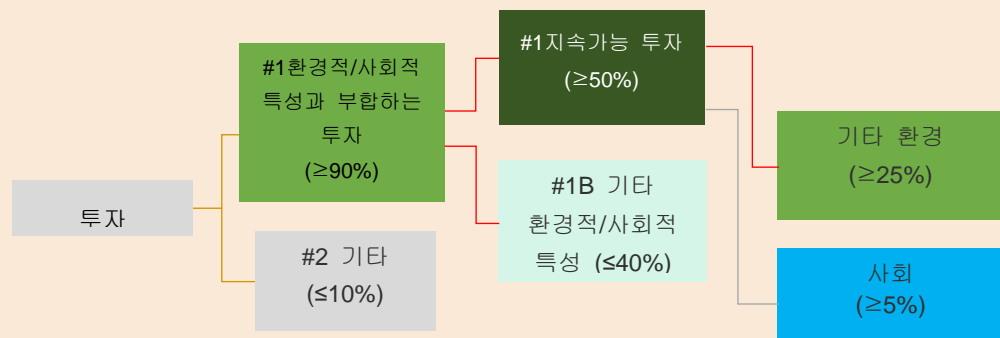 투자
#1환경적/사회적
특성과 부합하는
투자
(≥90%)
#2 기타
(≤10%)
#1지속가능 투자
(≥50%)
#1B 기타
환경적/사회적
특성 (≤40%)
기타 환경
(≥25%)
사회
(≥5%)